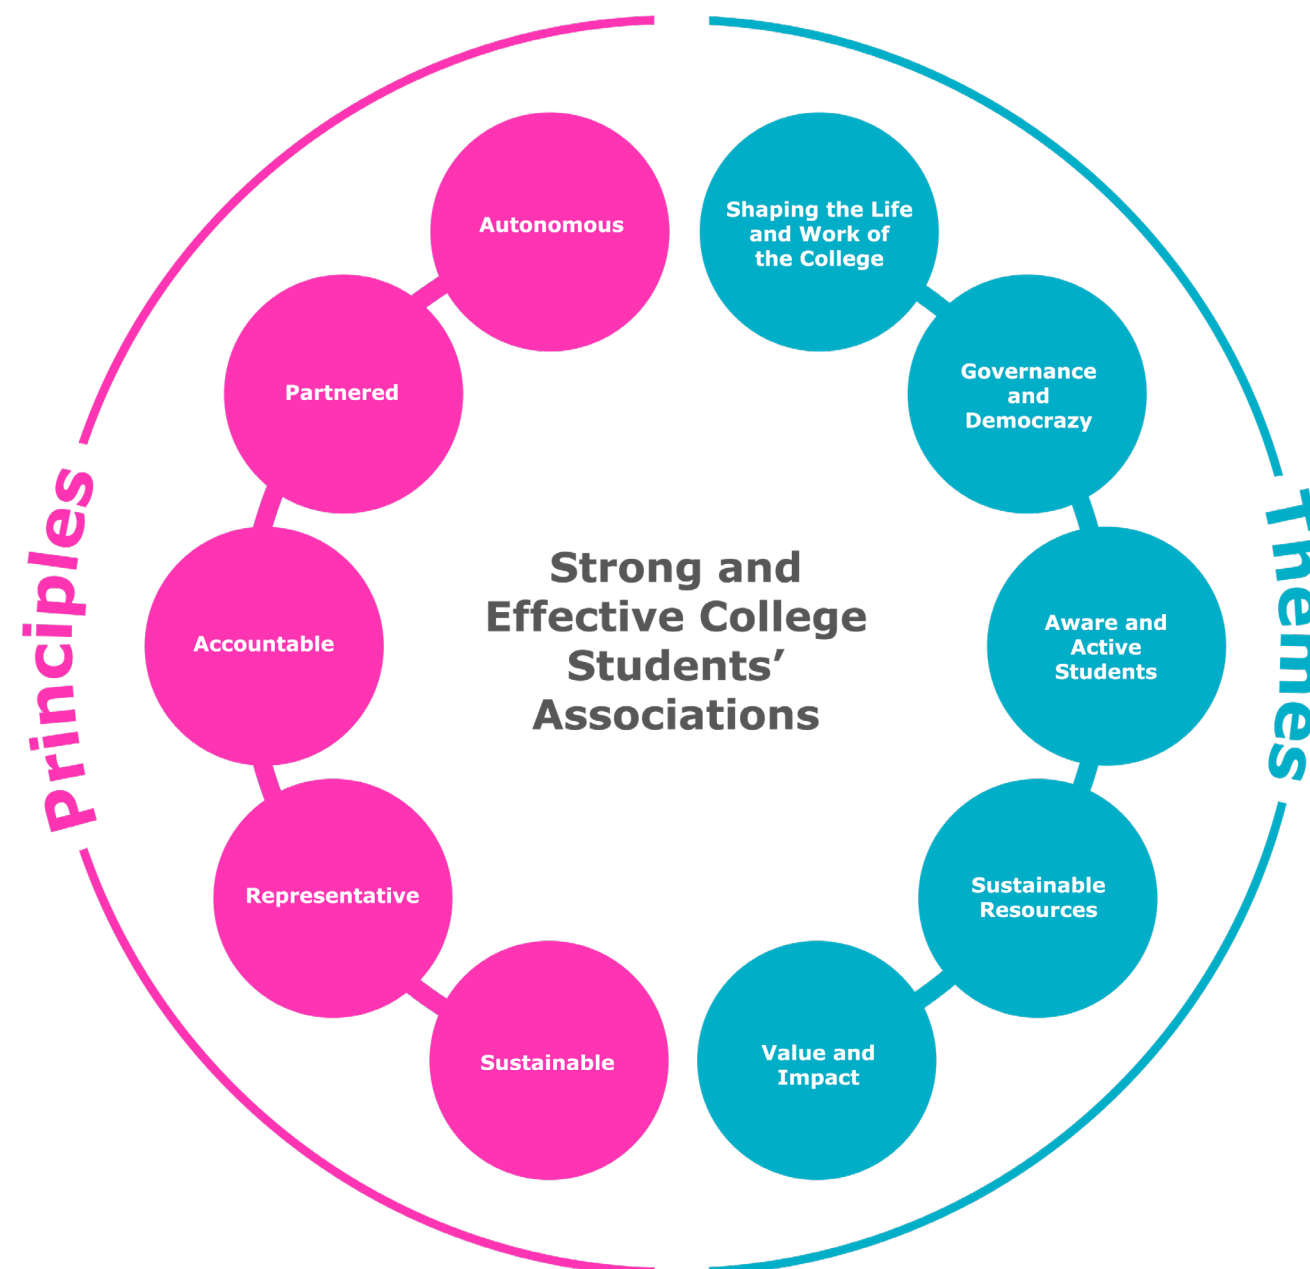 Principles
Autonomous
Partnered
Accountable
Representative
Sustainable
Strong and
Effective College
Students’
Associations
Themes
Shaping the Life
and Work of
the College
Governance
and
Democrazy
Aware and
Active
Students
Sustainable
Resources
Value and
Impact